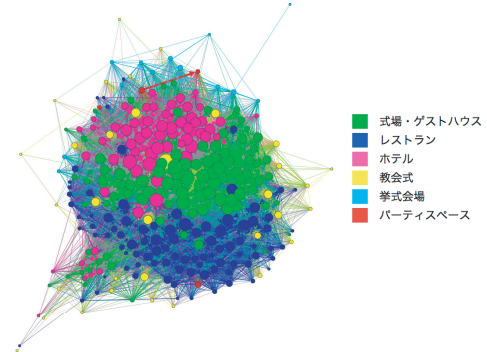 式場・ゲストハウス
レストラン
ホテル
教会式
挙式会場
パーティスペース